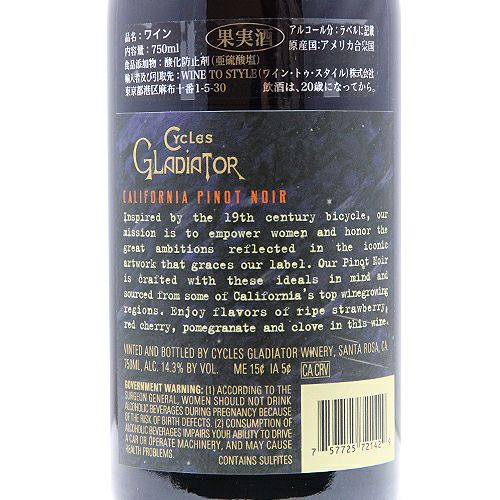 品名：ワイン
内容量：750ml
果実酒
アルコール分：ラベルに記載
原産国：アメリカ合衆国
食品添加物：酸化防止剤（亜硫酸塩）
輸入者及び引取先：WINE TO STYLE（ワイン・トゥ・スタイル）株式会社
東京都港区麻布十番1-5-30
飲酒は、20歳になってから。
Cycles
GLADIATOR
CALIFORNIA PINOT NOIR
Inspired by the 19th century bicycle, our
mission is to empower women and honor the
great ambitions reflected in the iconic
artwork that graces our label. Our Pinot Noir
is crafted with these ideals in mind and
sourced from some of California's top winegrowing
regions. Enjoy flavors of ripe strawberry,
red cherry, pomegranate and clove in this wine.
VINTED AND BOTTLED BY CYCLES GLADIATOR WINERY, SANTA ROSA, CA
750ML, ALC. 14.3% BY VOL. ME 15¢ IA 5¢ CA CRV
GOVERNMENT WARNING: (1) ACCORDING TO THE
SURGEON GENERAL, WOMEN SHOULD NOT DRINK
ALCOHOLIC BEVERAGES DURING PREGNANCY BECAUSE
OF THE RISK OF BIRTH DEFECTS. (2) CONSUMPTION OF
ALCOHOLIC BEVERAGES IMPAIRS YOUR ABILITY TO DRIVE
A CAR OR OPERATE MACHINERY, AND MAY CAUSE
HEALTH PROBLEMS.
CONTAINS SULFITES
7 57725 72142